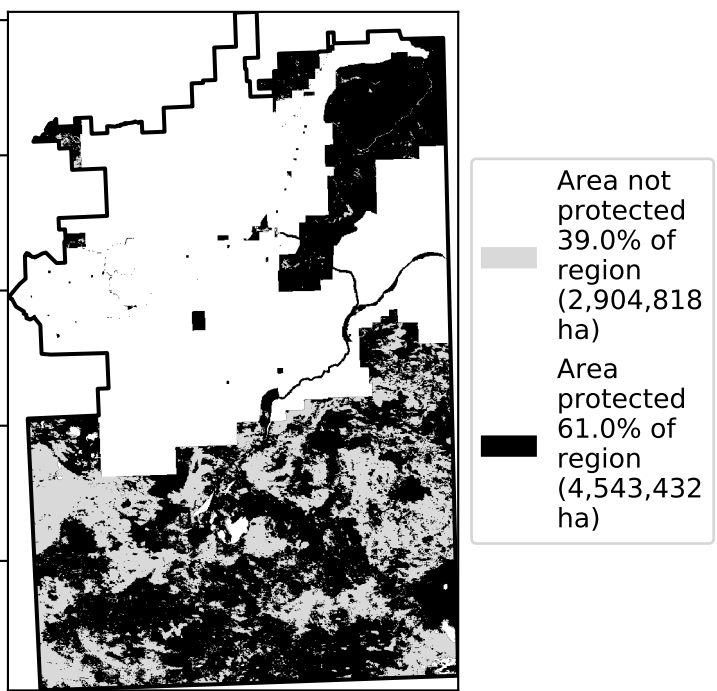 Area not
protected
39.0% of
region
(2,904,818
ha)
Area
protected
61.0% of
region
(4,543,432
ha)